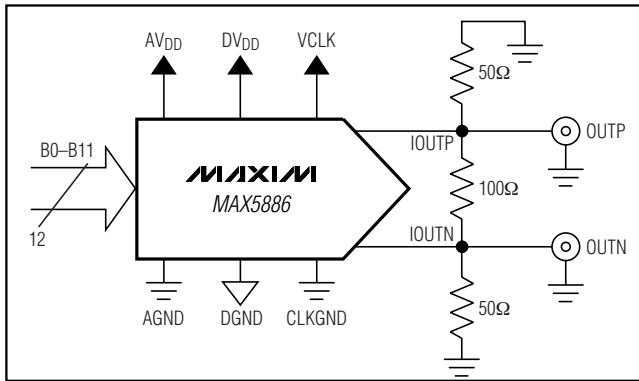 AVDD DVDD VCLK
50Ω
B0–B11
IOUTP
OUTP
MAXIM
MAX5886
100Ω
12
IOUTN
OUTN
50Ω
AGND DGND CLKGND